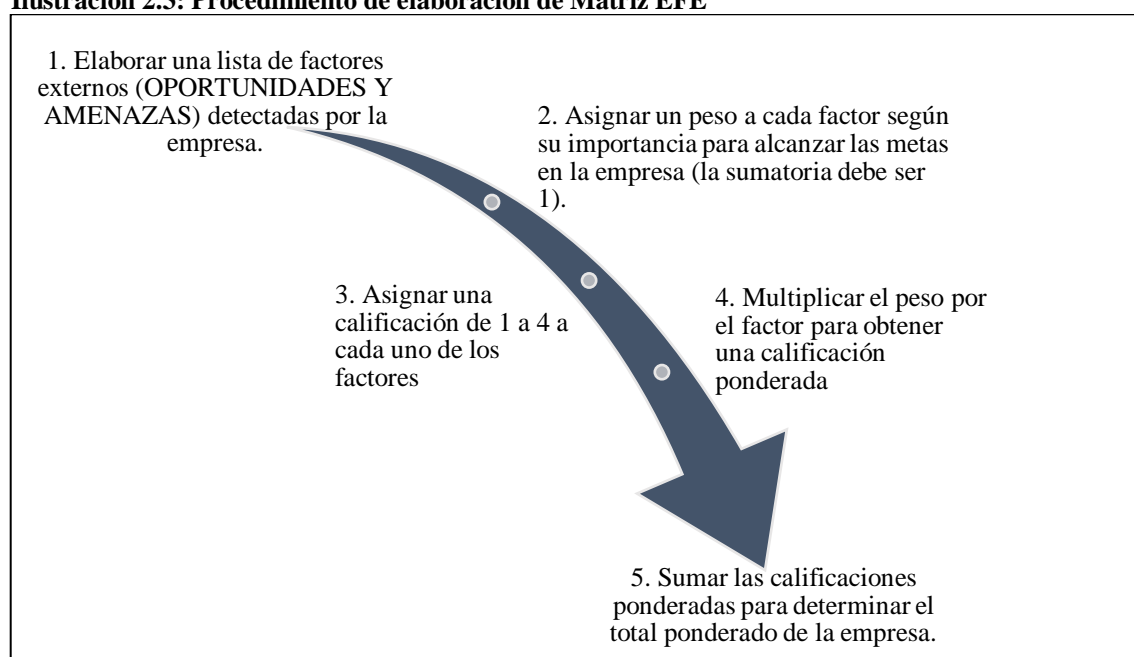 Ilustración 2.3: Procedimiento de elaboración de Matriz EFE
1. Elaborar una lista de factores
externos (OPORTUNIDADES Y
AMENAZAS) detectadas por la
empresa.
2. Asignar un peso a cada factor según
su importancia para alcanzar las metas
en la empresa (la sumatoria debe ser
1).
3. Asignar una
calificación de 1 a 4 a
cada uno de los
factores
4. Multiplicar el peso por
el factor para obtener
una calificación
ponderada
5. Sumar las calificaciones
ponderadas para determinar el
total ponderado de la empresa.